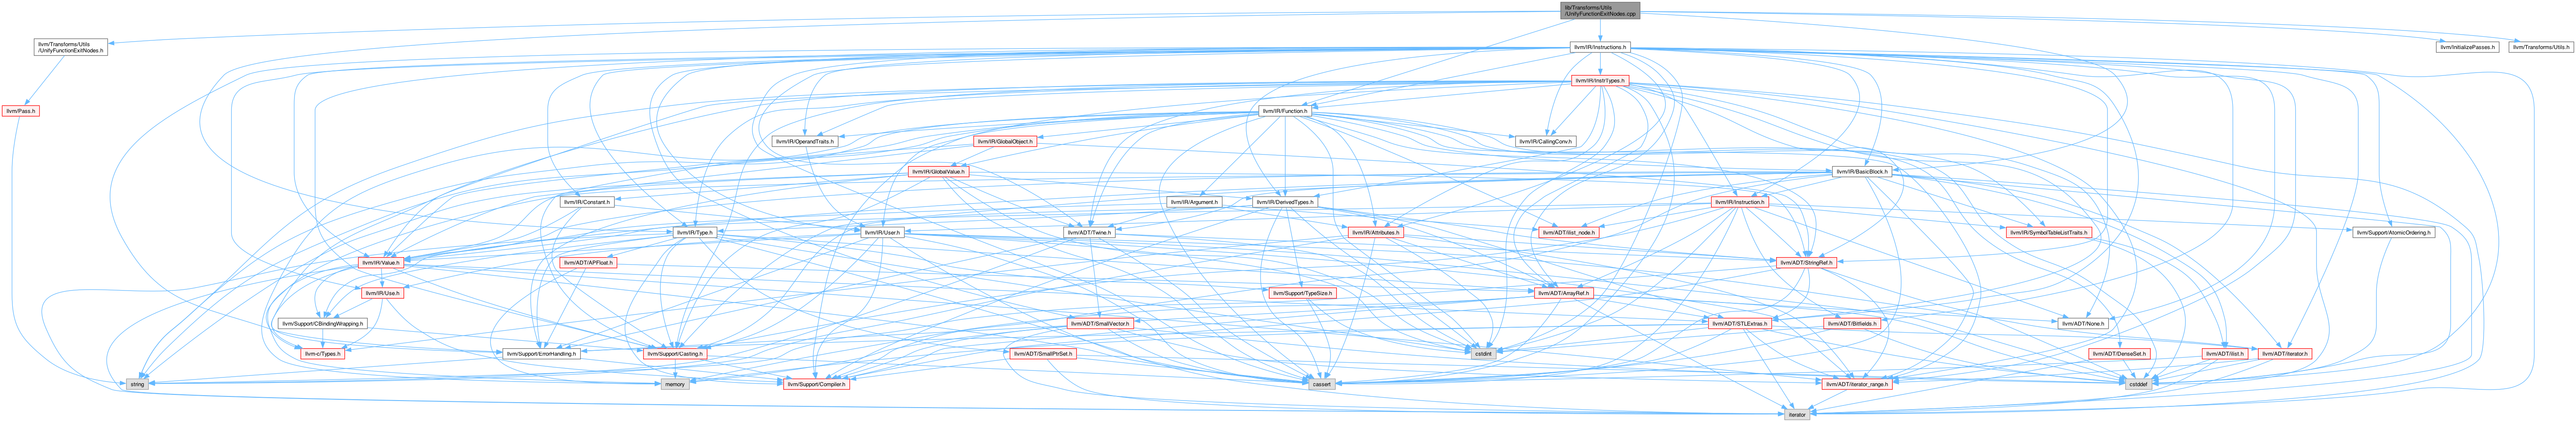 lib/Transforms/Utils
/UnifyFunctionExitNodes.cpp
llvm/Transforms/Utils
/UnifyFunctionExitNodes.h
llvm/IR/Instructions.h
llvm/InitializePasses.h
llvm/Transforms/Utils.h
llvm/IR/InstrTypes.h
llvm/Pass.h
llvm/IR/Function.h
llvm/IR/OperandTraits.h
llvm/IR/GlobalObject.h
llvm/IR/CallingConv.h
llvm/IR/GlobalValue.h
llvm/IR/BasicBlock.h
llvm/IR/Constant.h
llvm/IR/Argument.h
llvm/IR/DerivedTypes.h
llvm/IR/Instruction.h
llvm/IR/Type.h
llvm/IR/User.h
llvm/ADT/Twine.h
llvm/IR/Attributes.h
llvm/ADT/ilist_node.h
llvm/IR/SymbolTableListTraits.h
llvm/Support/AtomicOrdering.h
llvm/IR/Value.h
llvm/ADT/APFloat.h
llvm/ADT/StringRef.h
llvm/IR/Use.h
llvm/Support/TypeSize.h
llvm/ADT/ArrayRef.h
llvm/Support/CBindingWrapping.h
llvm/ADT/SmallVector.h
llvm/ADT/STLExtras.h
llvm/ADT/Bitfields.h
llvm/ADT/None.h
llvm-c/Types.h
llvm/Support/ErrorHandling.h
llvm/Support/Casting.h
llvm/ADT/SmallPtrSet.h
cstdint
llvm/ADT/DenseSet.h
llvm/ADT/ilist.h
llvm/ADT/iterator.h
string
memory
llvm/Support/Compiler.h
cassert
llvm/ADT/iterator_range.h
cstddef
iterator